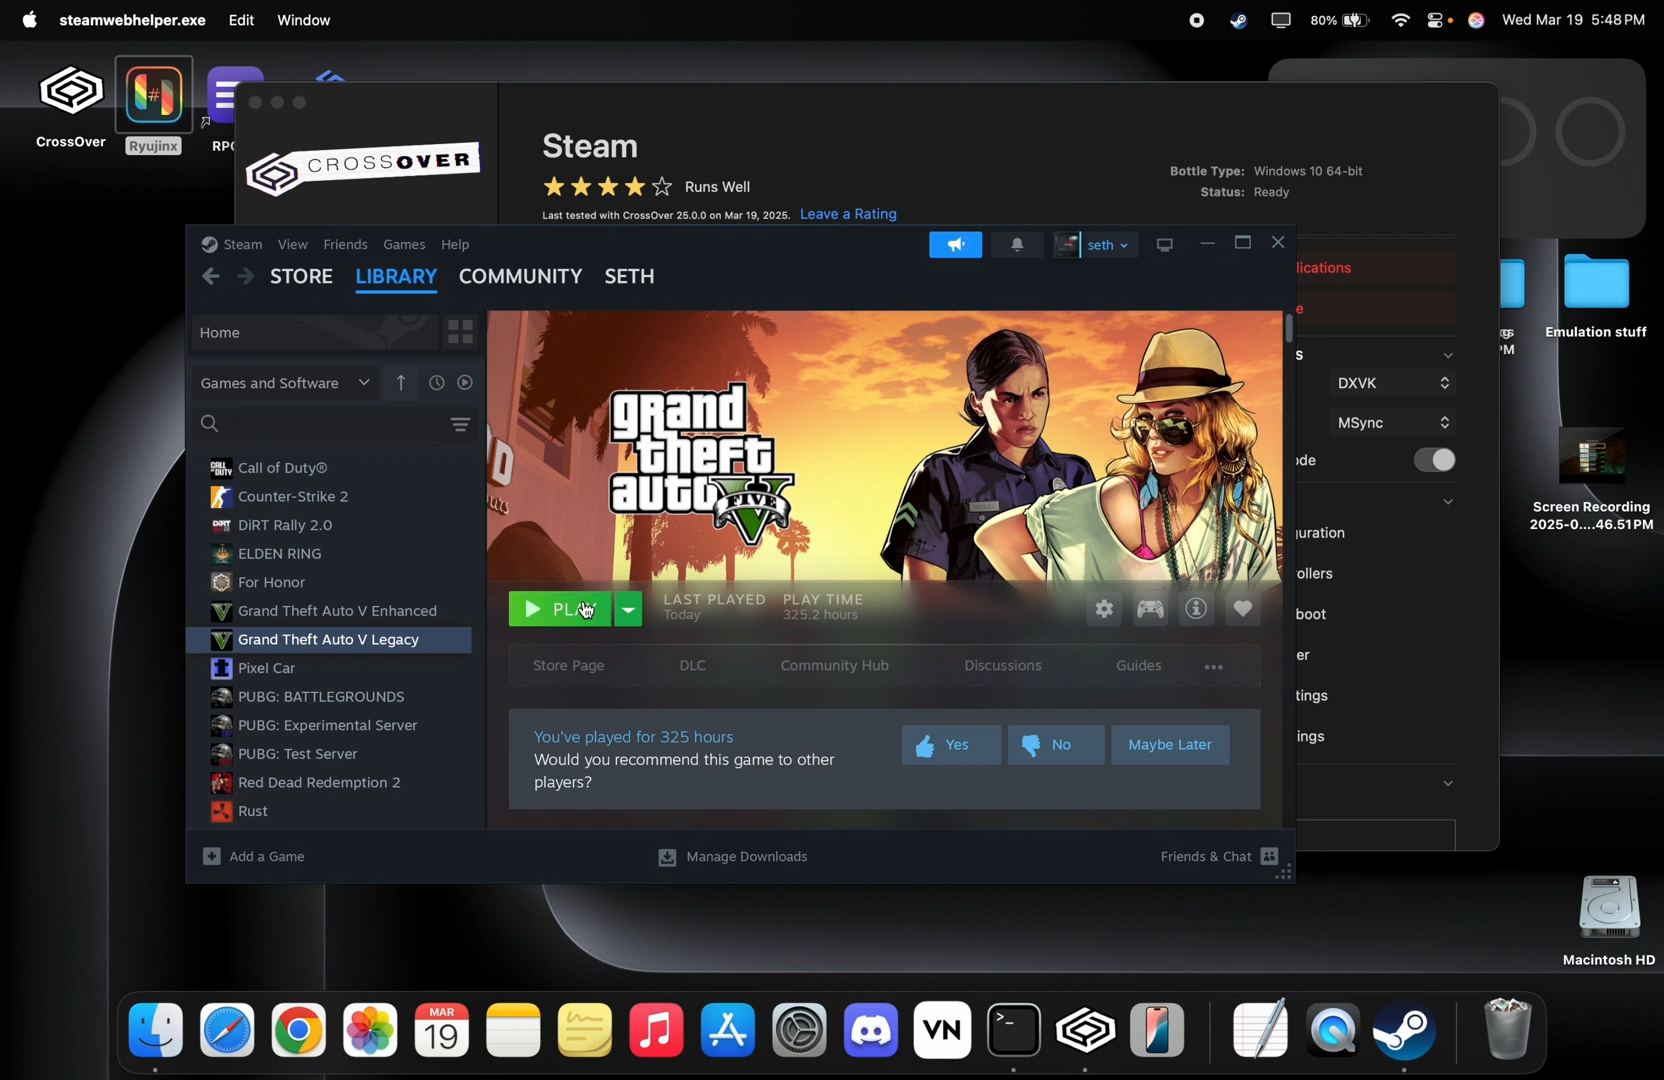 steamwebhelper.exe Edit Window
80% Wed Mar 19 5:48 PM
CrossOver
Ryujinx
#
CROSSOVER
Steam
Runs Well
Last tested with CrossOver 25.0.0 on Mar 19, 2025. Leave a Rating
Bottle Type: Windows 10 64-bit
Status: Ready
Steam View Friends Games Help
seth
STORE LIBRARY COMMUNITY SETH
Home
Games and Software
Call of Duty®
Counter-Strike 2
DiRT Rally 2.0
ELDEN RING
For Honor
Grand Theft Auto V Enhanced
Grand Theft Auto V Legacy
Pixel Car
PUBG: BATTLEGROUNDS
PUBG: Experimental Server
PUBG: Test Server
Red Dead Redemption 2
Rust
grand
theft
auto
V
FIVE
LAST PLAYED PLAY TIME
Today 325.2 hours
Store Page DLC Community Hub Discussions Guides
You've played for 325 hours
Would you recommend this game to other
players?
Yes No Maybe Later
Add a Game Manage Downloads Friends & Chat
DXVK
MSync
Emulation stuff
Screen Recording
2025-0....46.51 PM
Macintosh HD
MAR
19
VN
>_